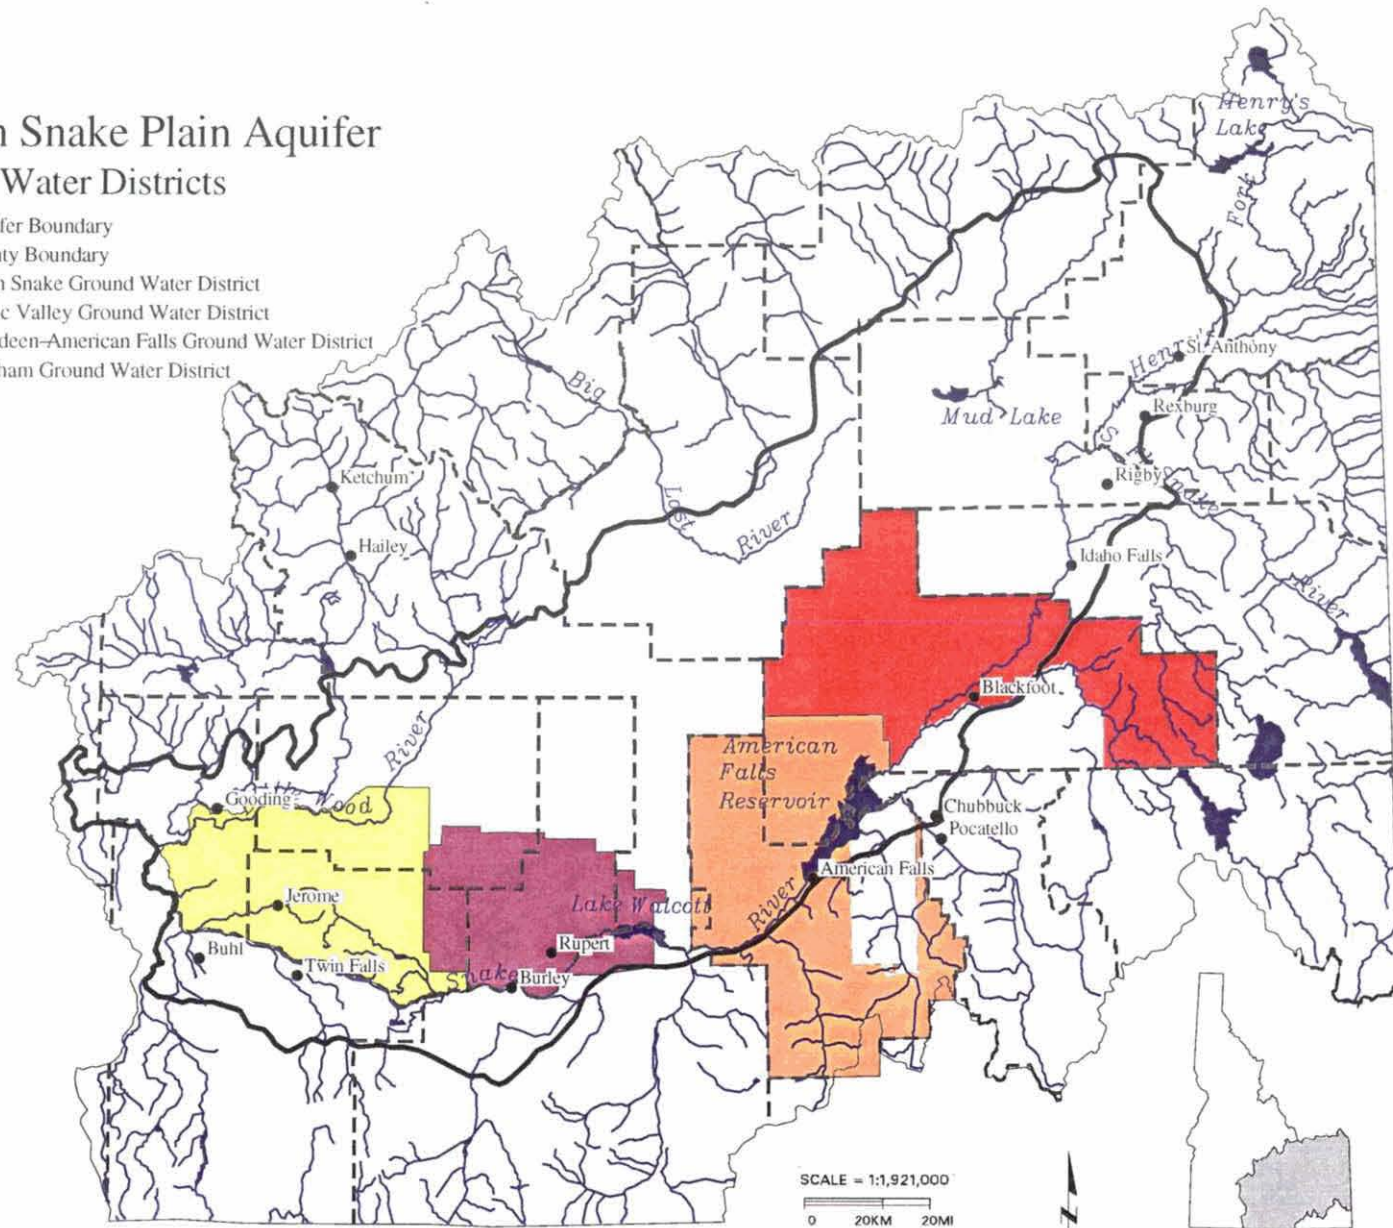 n Snake Plain Aquifer
Water Districts
fer Boundary
ty Boundary
n Snake Ground Water District
c Valley Ground Water District
deen-American Falls Ground Water District
ham Ground Water District
Henry's
Lake
Fork
Henry's
St. Anthony
Big
Mud Lake
Rexburg
Ketchum
Rigby
Lost
Snake
River
Hailey
Idaho Falls
River
Blackfoot
River
American
Falls
Reservoir
Gooding
Wood
Chubbuck
Pocatello
American Falls
Jerome
Lake Walcott
River
Buhl
Rupert
Twin Falls
Snake
Burley
SCALE = 1:1,921,000
0 20KM 20MI
N